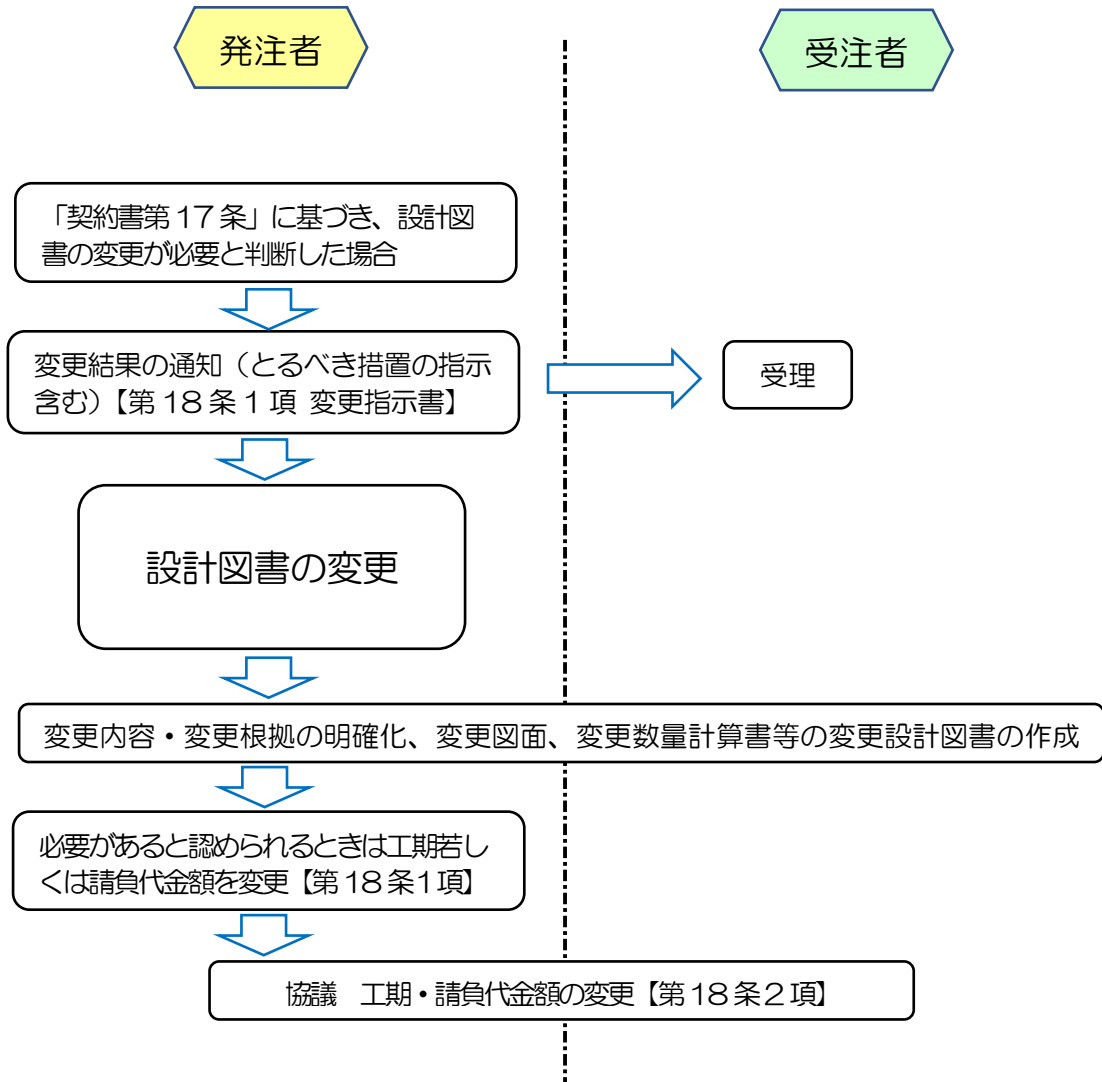 発注者
受注者
「契約書第17条」に基づき、設計図
書の変更が必要と判断した場合
変更結果の通知（とるべき措置の指示
含む）【第18条1項 変更指示書】
受理
設計図書の変更
変更内容・変更根拠の明確化、変更図面、変更数量計算書等の変更設計図書の作成
必要があると認められるときは工期若し
くは請負代金額を変更【第18条1項】
協議　工期・請負代金額の変更【第18条2項】